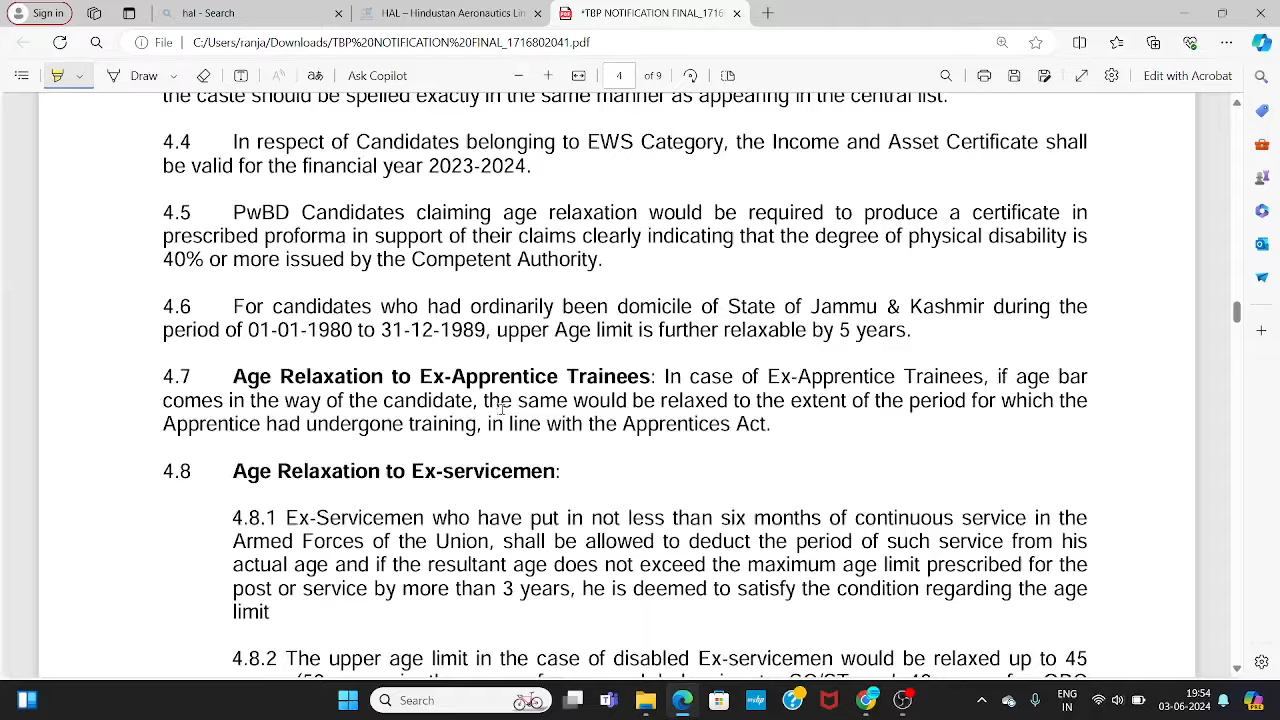 Sign in
hal - Search
HAL – Hindustan Aeronautics Lin
*TBP NOTIFICATION FINAL_1716
File
C:/Users/ranja/Downloads/TBP%20NOTIFICATION%20FINAL_1716802041.pdf
Draw
Ask Copilot
4
of 9
Edit with Acrobat
the caste should be spelled exactly in the same manner as appearing in the central list.
4.4 In respect of Candidates belonging to EWS Category, the Income and Asset Certificate shall
be valid for the financial year 2023-2024.
4.5 PwBD Candidates claiming age relaxation would be required to produce a certificate in
prescribed proforma in support of their claims clearly indicating that the degree of physical disability is
40% or more issued by the Competent Authority.
4.6 For candidates who had ordinarily been domicile of State of Jammu & Kashmir during the
period of 01-01-1980 to 31-12-1989, upper Age limit is further relaxable by 5 years.
4.7 Age Relaxation to Ex-Apprentice Trainees: In case of Ex-Apprentice Trainees, if age bar
comes in the way of the candidate, the same would be relaxed to the extent of the period for which the
Apprentice had undergone training, in line with the Apprentices Act.
4.8 Age Relaxation to Ex-servicemen:
4.8.1 Ex-Servicemen who have put in not less than six months of continuous service in the
Armed Forces of the Union, shall be allowed to deduct the period of such service from his
actual age and if the resultant age does not exceed the maximum age limit prescribed for the
post or service by more than 3 years, he is deemed to satisfy the condition regarding the age
limit
4.8.2 The upper age limit in the case of disabled Ex-servicemen would be relaxed up to 45
Search
ENG
IN
19:54
03-06-2024